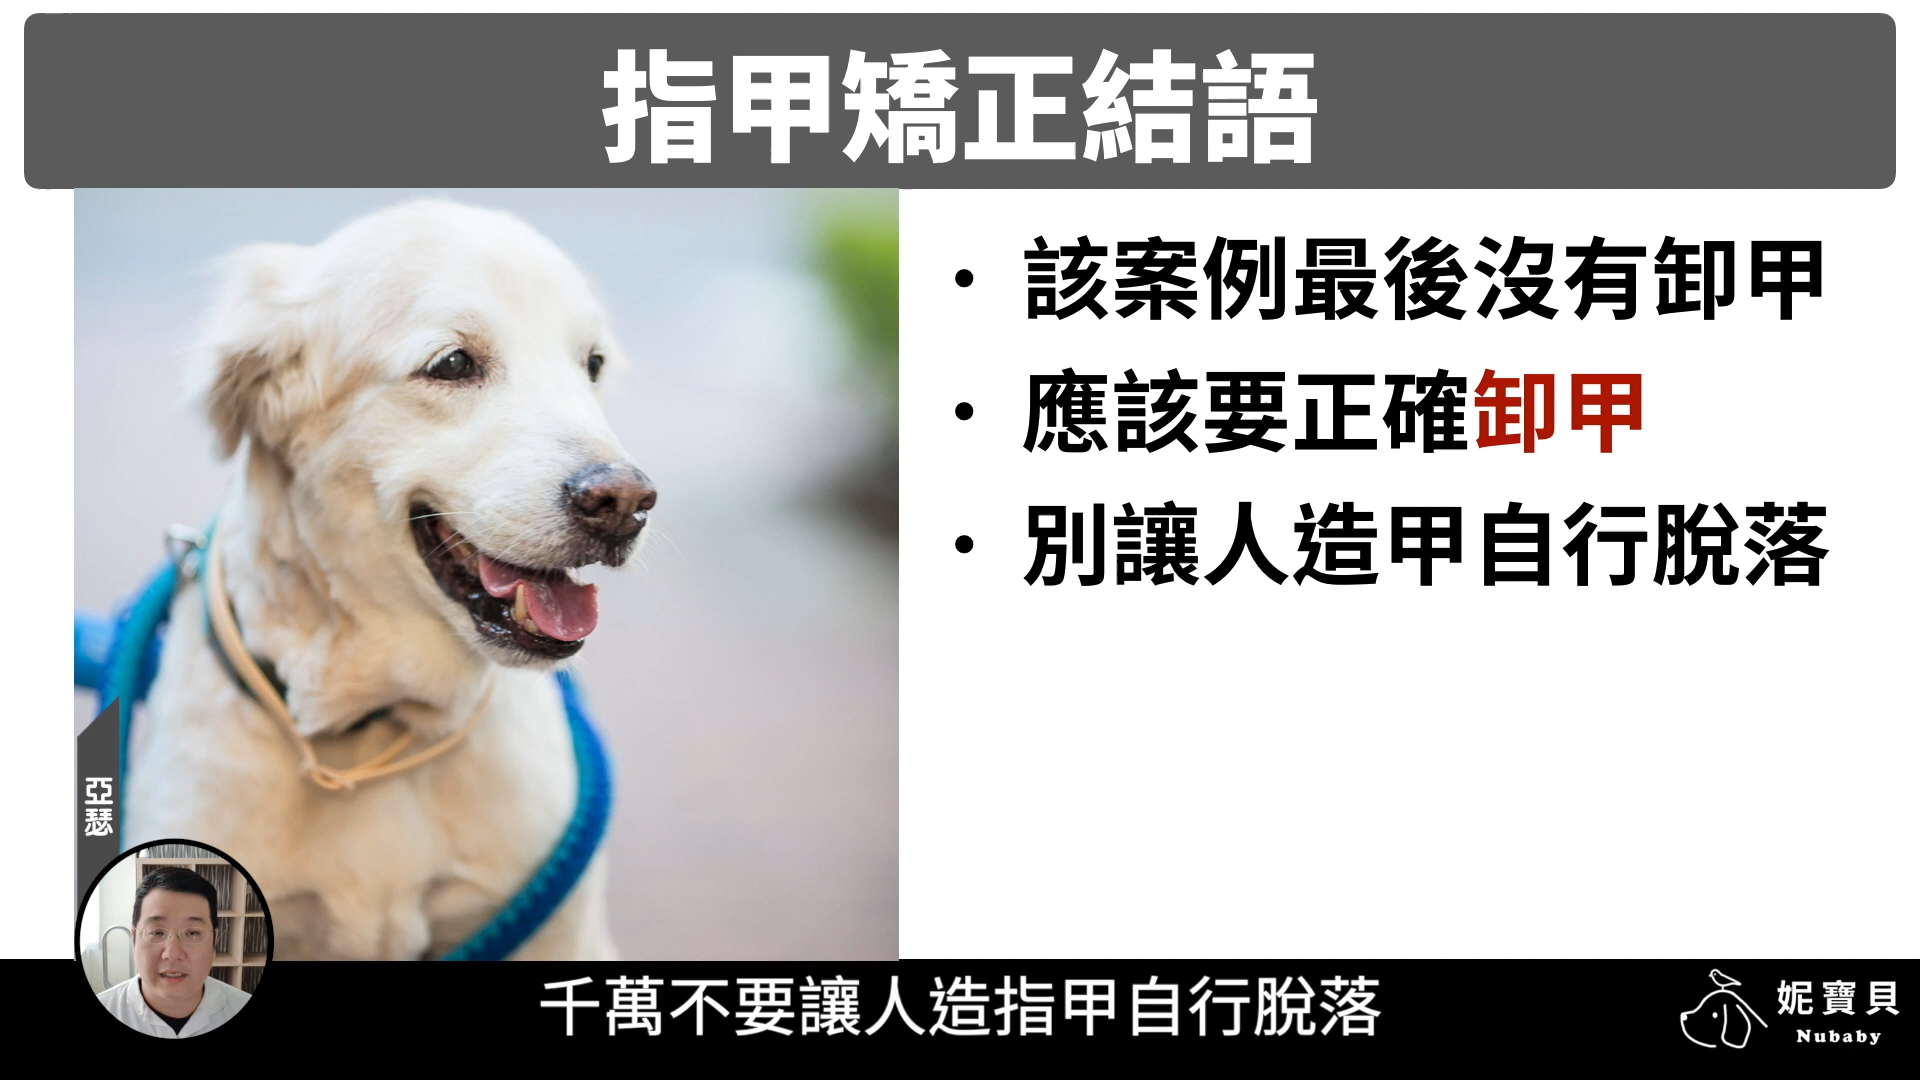 指甲矯正結語
• 該案例最後沒有卸甲
• 應該要正確卸甲
• 別讓人造甲自行脫落
亞瑟
千萬不要讓人造指甲自行脫落
妮寶貝
Nubaby